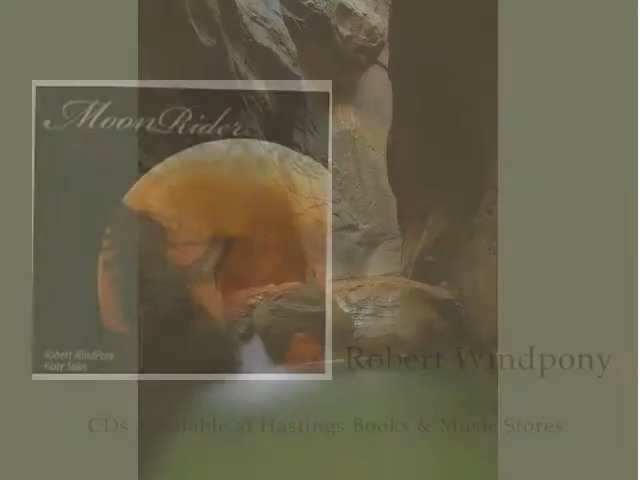 MoonRider
Robert WindPony
Flute Solos
Robert Windpony
CDs Available at Hastings Books & Music Stores